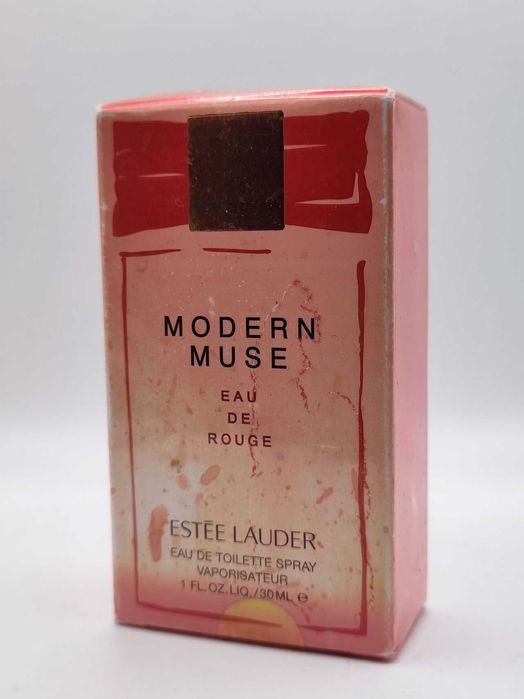 MODERN
MUSE
EAU
DE
ROUGE
ESTĒE LAUDER
EAU DE TOILETTE SPRAY
VAPORISATEUR
1 FL.OZ.LIQ./30 ML ℮